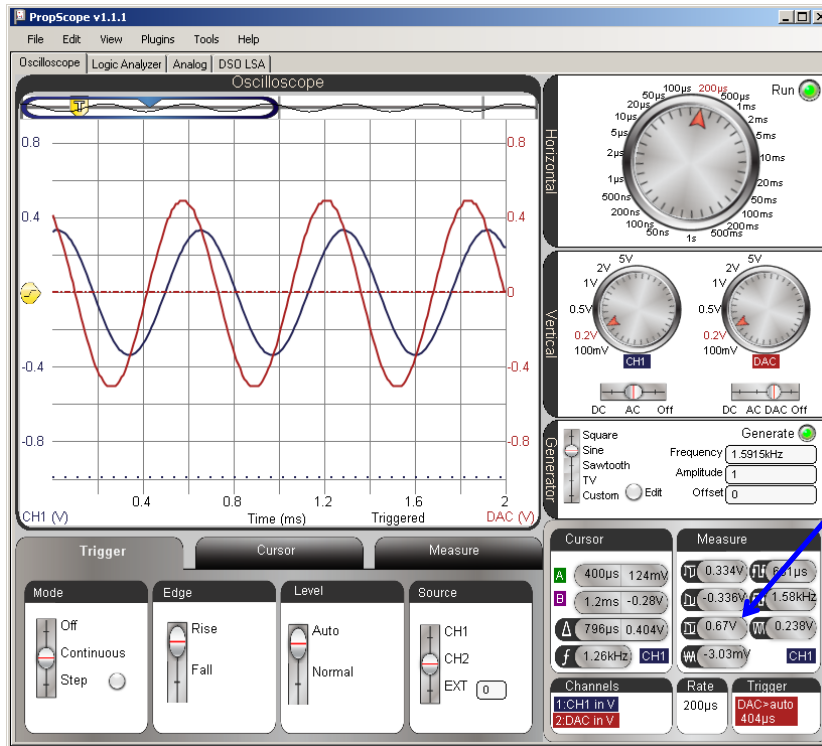 PropScope v1.1.1
File Edit View Plugins Tools Help
Oscilloscope Logic Analyzer Analog DSO LSA
Oscilloscope
T
0.8 0.8
0.4 0.4
0
-0.4 -0.4
-0.8 -0.8
0.4 0.8 1.2 1.6 2
CH1 (V) Time (ms) Triggered DAC (V)
Horizontal
Run
100µs 200µs
50µs 500µs
20µs 1ms
10µs 2ms
5µs 5ms
2µs 10ms
1µs 20ms
500ns 50ms
200ns 100ms
100ns 200ms
50ns 1s 500ms
Vertical
5V 5V
2V 2V
1V 1V
0.5V 0.5V
0.2V 0.2V
100mV 100mV
CH1 DAC
DC AC Off DC AC DAC Off
Generator
Square
Sine
Sawtooth
TV
Custom Edit
Generate
Frequency 1.5915kHz
Amplitude 1
Offset 0
Trigger Cursor Measure
Mode
Off
Continuous
Step
Edge
Rise
Fall
Level
Auto
Normal
Source
CH1
CH2
EXT 0
Cursor
A 400µs 124mV
B 1.2ms -0.28V
Δ 796µs 0.404V
f 1.26kHz CH1
Measure
0.334V
-0.336V 1.58kHz
0.67V 0.238V
-3.03mV CH1
Channels
1:CH1 in V
2:DAC in V
Rate
200µs
Trigger
DAC>auto
404µs